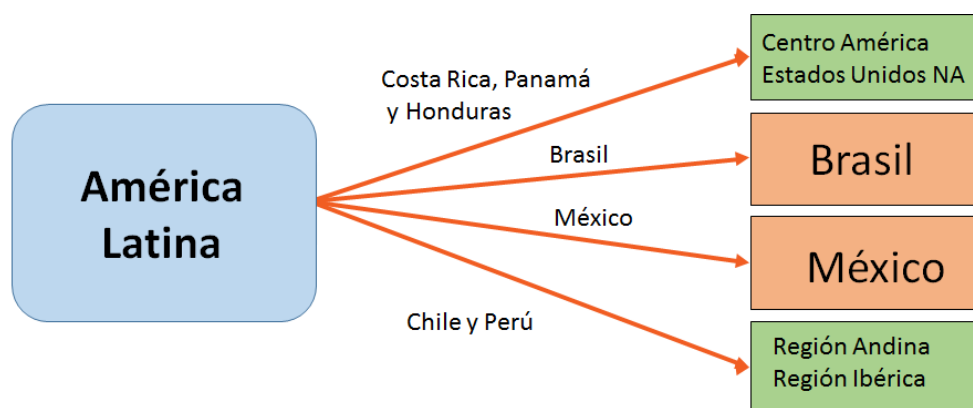 América
Latina
Costa Rica, Panamá
y Honduras
Brasil
México
Chile y Perú
Centro América
Estados Unidos NA
Brasil
México
Región Andina
Región Ibérica